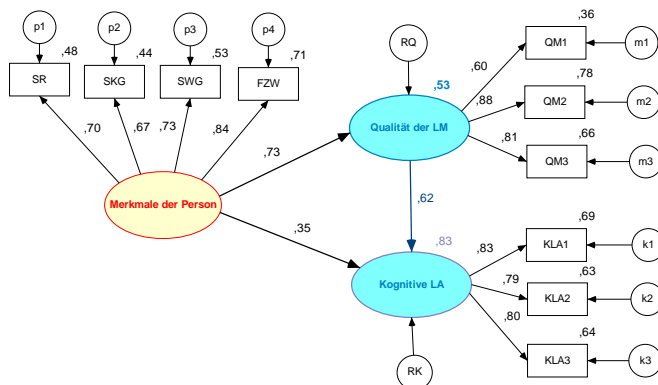 p1
p2
p3
p4
,48
,44
,53
,71
SR
SKG
SWG
FZW
,70
,67
,73
,84
Merkmale der Person
,73
,35
RQ
,53
Qualität der LM
,62
,83
Kognitive LA
RK
,60
,88
,81
,36
QM1
m1
,78
QM2
m2
,66
QM3
m3
,83
,79
,80
,69
KLA1
k1
,63
KLA2
k2
,64
KLA3
k3